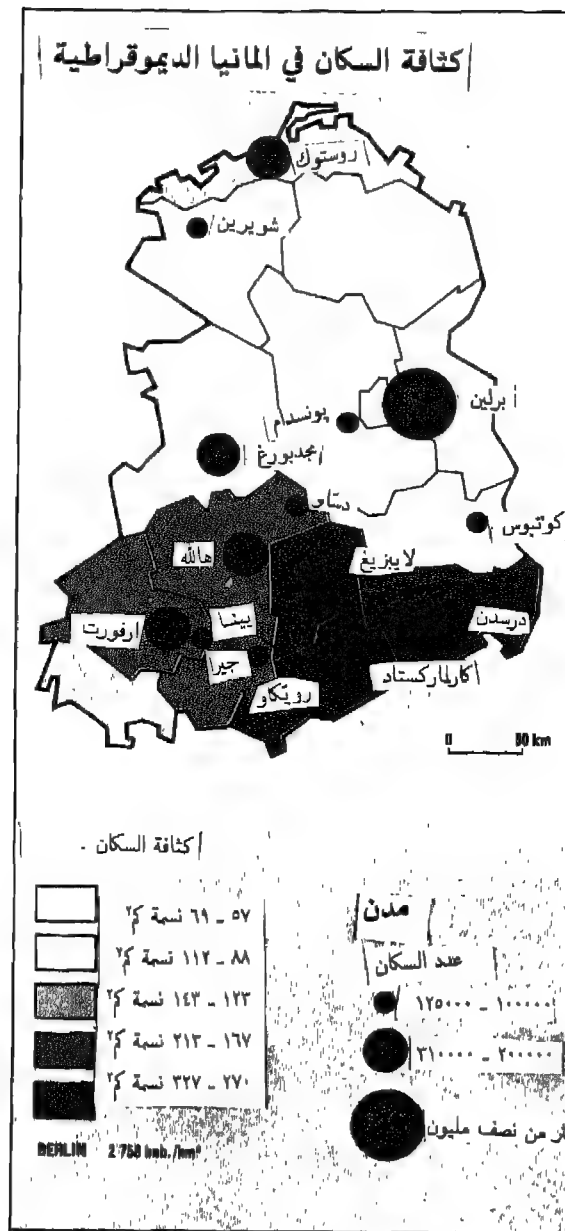 كثافة السكان في المانيا الديموقراطية
روستوك
شويرين
برلين
پوتسدام
مجدبورغ
دساو
كوتبوس
هالله
لايبزيغ
يينا
ارفورت
درسدن
جيرا
كارلماركستاد
رويكاو
0 50 km
كثافة السكان
٥٧ - ٦٩ نسمة كم٢
٨٨ - ١١٢ نسمة كم٢
١٢٣ - ١٤٣ نسمة كم٢
١٦٧ - ٢١٣ نسمة كم٢
٢٧٠ - ٣٢٧ نسمة كم٢
BERLIN 2'750 hab./km²
مدن
عدد السكان
١٠٠٠٠٠ - ١٢٥٠٠٠
٢٠٠٠٠٠ - ٣١٠٠٠٠
من نصف مليون